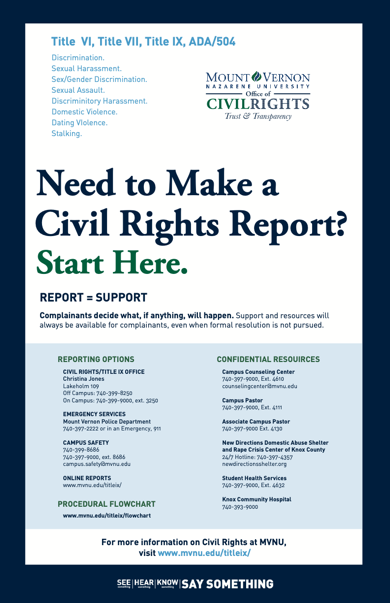 Title VI, Title VII, Title IX, ADA/504
Discrimination.
Sexual Harassment.
Sex/Gender Discrimination.
Sexual Assault.
Discriminitory Harassment.
Domestic Violence.
Dating VIolence.
Stalking.
MOUNT VERNON
NAZARENE UNIVERSITY
Office of
CIVILRIGHTS
Trust & Transparency
Need to Make a
Civil Rights Report?
Start Here.
REPORT = SUPPORT
Complainants decide what, if anything, will happen. Support and resources will
always be available for complainants, even when formal resolution is not pursued.
REPORTING OPTIONS
CIVIL RIGHTS/TITLE IX OFFICE
Christina Jones
Lakeholm 109
Off Campus: 740-399-8250
On Campus: 740-397-9000, ext. 3250
EMERGENCY SERVICES
Mount Vernon Police Department
740-397-2222 or in an Emergency, 911
CAMPUS SAFETY
740-399-8686
740-397-9000, ext. 8686
campus.safety@mvnu.edu
ONLINE REPORTS
www.mvnu.edu/titleix/
PROCEDURAL FLOWCHART
www.mvnu.edu/titleix/flowchart
CONFIDENTIAL RESOUIRCES
Campus Counseling Center
740-397-9000, Ext. 4610
counselingcenter@mvnu.edu
Campus Pastor
740-397-9000, Ext. 4111
Associate Campus Pastor
740-397-9000 Ext. 4130
New Directions Domestic Abuse Shelter
and Rape Crisis Center of Knox County
24/7 Hotline: 740-397-4357
newdirectionsshelter.org
Student Health Services
740-397-9000, Ext. 4632
Knox Community Hospital
740-393-9000
For more information on Civil Rights at MVNU,
visit www.mvnu.edu/titleix/
SEE something HEAR something KNOW something SAY SOMETHING